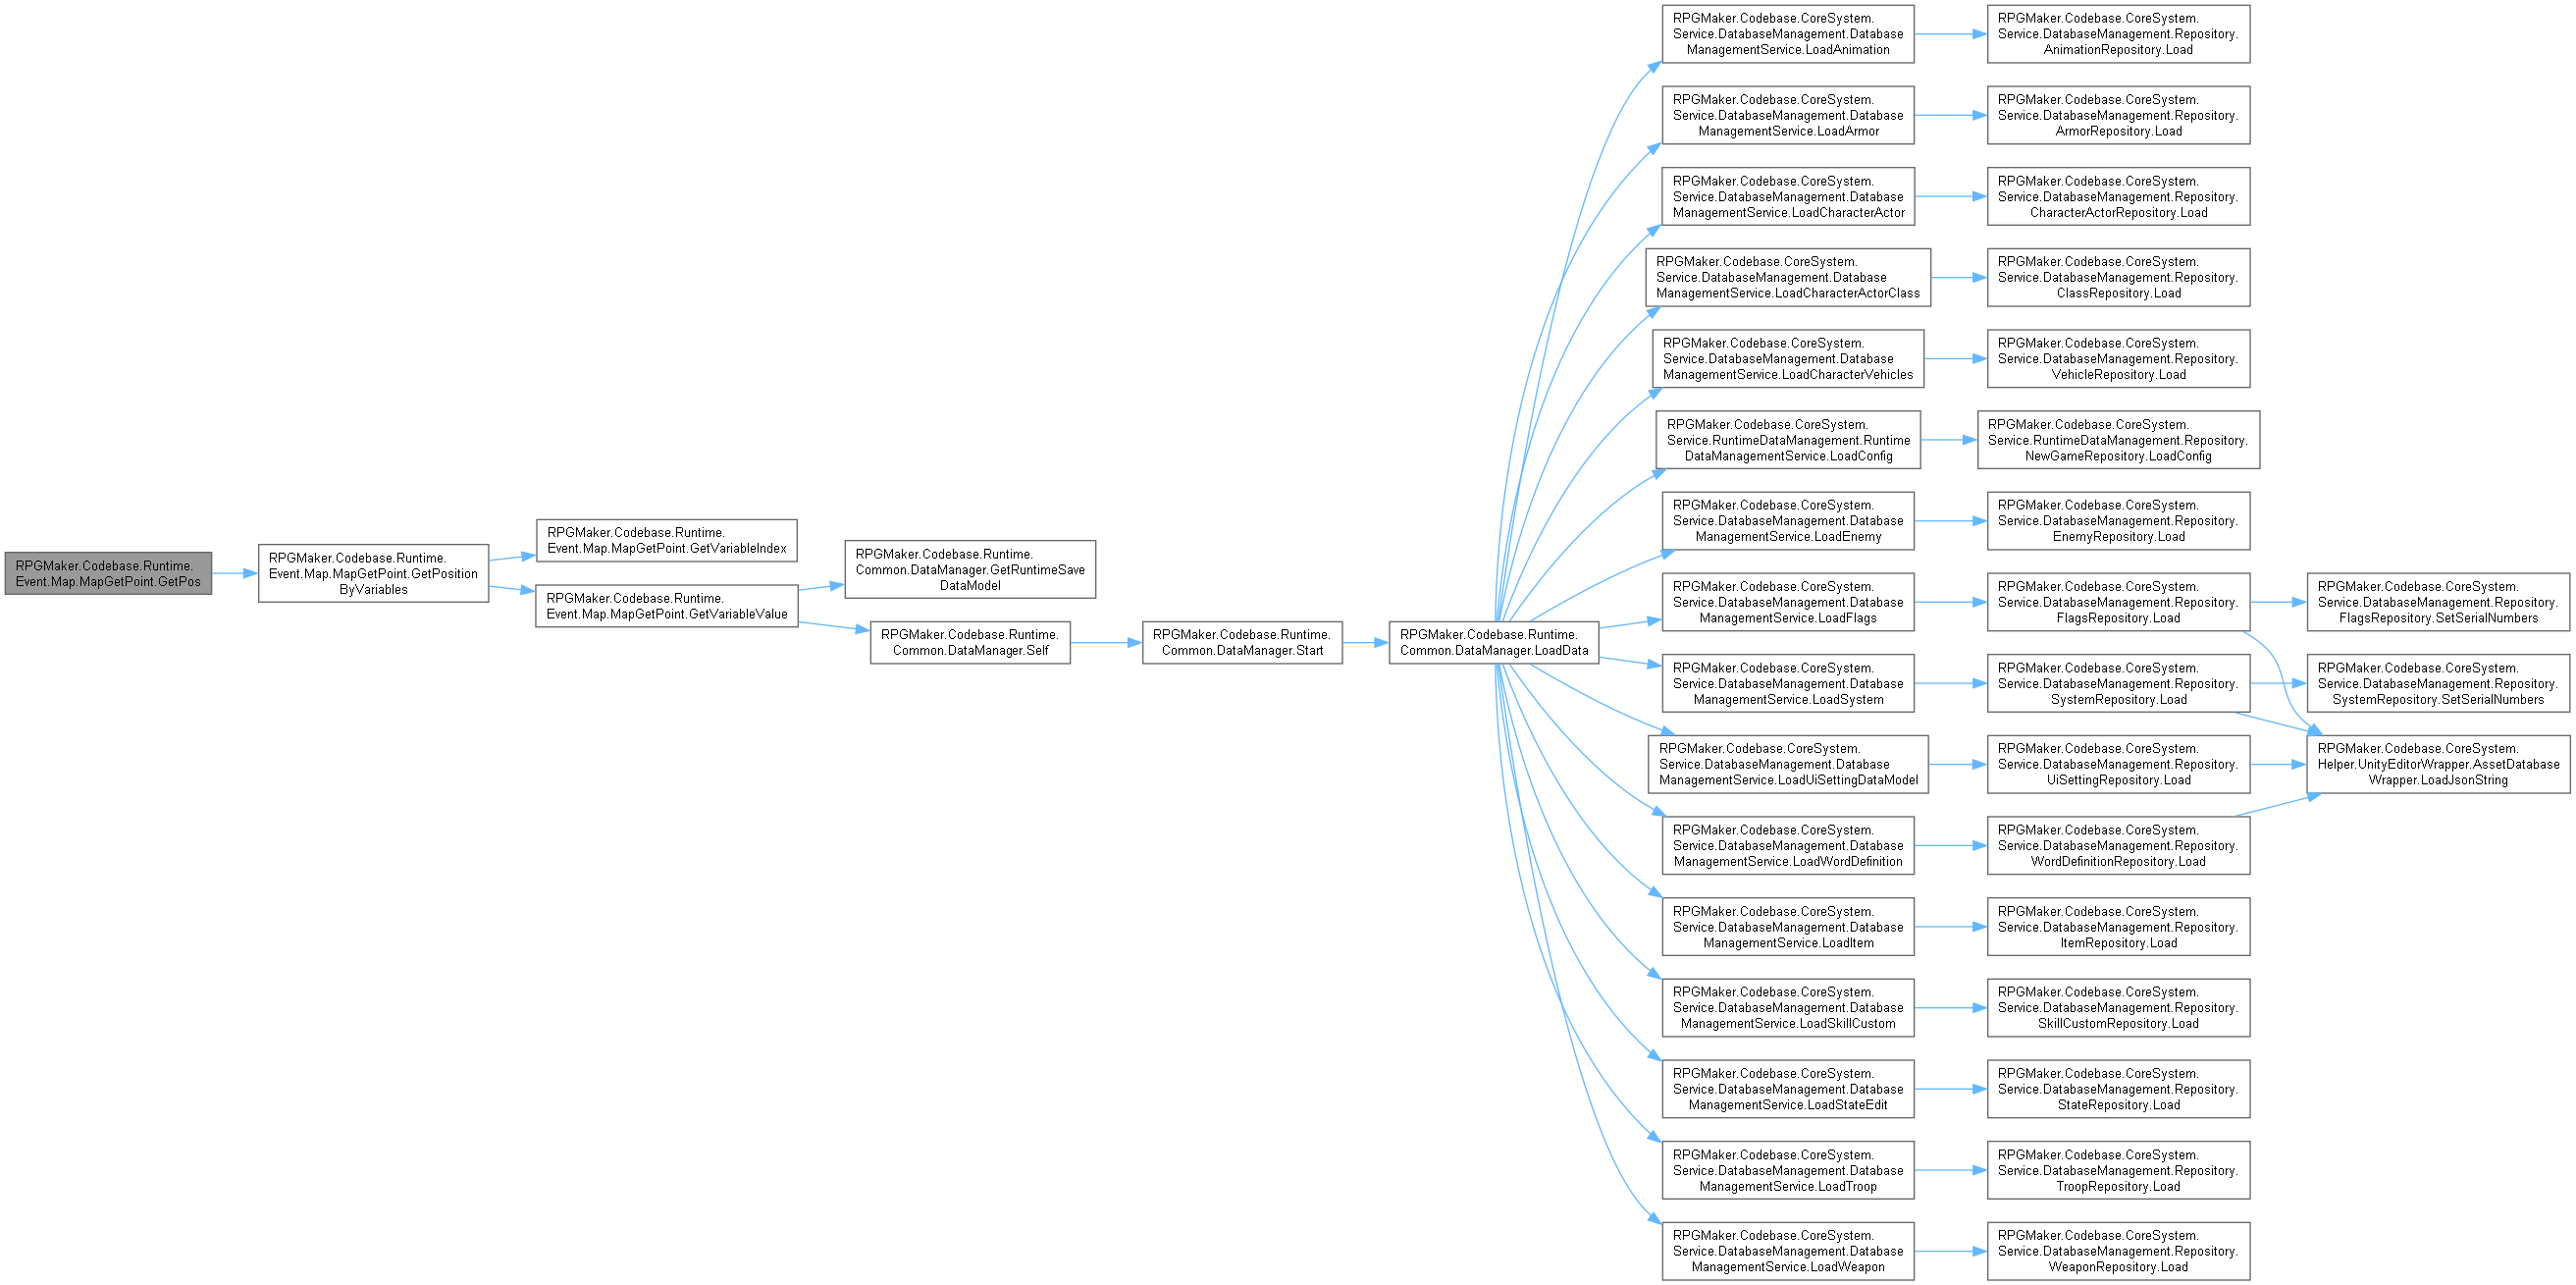 RPGMaker.Codebase.Runtime.
Event.Map.MapGetPoint.GetPos
RPGMaker.Codebase.Runtime.
Event.Map.MapGetPoint.GetPosition
ByVariables
RPGMaker.Codebase.Runtime.
Event.Map.MapGetPoint.GetVariableIndex
RPGMaker.Codebase.Runtime.
Event.Map.MapGetPoint.GetVariableValue
RPGMaker.Codebase.Runtime.
Common.DataManager.GetRuntimeSave
DataModel
RPGMaker.Codebase.Runtime.
Common.DataManager.Self
RPGMaker.Codebase.Runtime.
Common.DataManager.Start
RPGMaker.Codebase.Runtime.
Common.DataManager.LoadData
RPGMaker.Codebase.CoreSystem.
Service.DatabaseManagement.Database
ManagementService.LoadAnimation
RPGMaker.Codebase.CoreSystem.
Service.DatabaseManagement.Repository.
AnimationRepository.Load
RPGMaker.Codebase.CoreSystem.
Service.DatabaseManagement.Database
ManagementService.LoadArmor
RPGMaker.Codebase.CoreSystem.
Service.DatabaseManagement.Repository.
ArmorRepository.Load
RPGMaker.Codebase.CoreSystem.
Service.DatabaseManagement.Database
ManagementService.LoadCharacterActor
RPGMaker.Codebase.CoreSystem.
Service.DatabaseManagement.Repository.
CharacterActorRepository.Load
RPGMaker.Codebase.CoreSystem.
Service.DatabaseManagement.Database
ManagementService.LoadCharacterActorClass
RPGMaker.Codebase.CoreSystem.
Service.DatabaseManagement.Repository.
ClassRepository.Load
RPGMaker.Codebase.CoreSystem.
Service.DatabaseManagement.Database
ManagementService.LoadCharacterVehicles
RPGMaker.Codebase.CoreSystem.
Service.DatabaseManagement.Repository.
VehicleRepository.Load
RPGMaker.Codebase.CoreSystem.
Service.RuntimeDataManagement.Runtime
DataManagementService.LoadConfig
RPGMaker.Codebase.CoreSystem.
Service.RuntimeDataManagement.Repository.
NewGameRepository.LoadConfig
RPGMaker.Codebase.CoreSystem.
Service.DatabaseManagement.Database
ManagementService.LoadEnemy
RPGMaker.Codebase.CoreSystem.
Service.DatabaseManagement.Repository.
EnemyRepository.Load
RPGMaker.Codebase.CoreSystem.
Service.DatabaseManagement.Database
ManagementService.LoadFlags
RPGMaker.Codebase.CoreSystem.
Service.DatabaseManagement.Repository.
FlagsRepository.Load
RPGMaker.Codebase.CoreSystem.
Service.DatabaseManagement.Repository.
FlagsRepository.SetSerialNumbers
RPGMaker.Codebase.CoreSystem.
Service.DatabaseManagement.Database
ManagementService.LoadSystem
RPGMaker.Codebase.CoreSystem.
Service.DatabaseManagement.Repository.
SystemRepository.Load
RPGMaker.Codebase.CoreSystem.
Service.DatabaseManagement.Repository.
SystemRepository.SetSerialNumbers
RPGMaker.Codebase.CoreSystem.
Service.DatabaseManagement.Database
ManagementService.LoadUiSettingDataModel
RPGMaker.Codebase.CoreSystem.
Service.DatabaseManagement.Repository.
UiSettingRepository.Load
RPGMaker.Codebase.CoreSystem.
Helper.UnityEditorWrapper.AssetDatabase
Wrapper.LoadJsonString
RPGMaker.Codebase.CoreSystem.
Service.DatabaseManagement.Database
ManagementService.LoadWordDefinition
RPGMaker.Codebase.CoreSystem.
Service.DatabaseManagement.Repository.
WordDefinitionRepository.Load
RPGMaker.Codebase.CoreSystem.
Service.DatabaseManagement.Database
ManagementService.LoadItem
RPGMaker.Codebase.CoreSystem.
Service.DatabaseManagement.Repository.
ItemRepository.Load
RPGMaker.Codebase.CoreSystem.
Service.DatabaseManagement.Database
ManagementService.LoadSkillCustom
RPGMaker.Codebase.CoreSystem.
Service.DatabaseManagement.Repository.
SkillCustomRepository.Load
RPGMaker.Codebase.CoreSystem.
Service.DatabaseManagement.Database
ManagementService.LoadStateEdit
RPGMaker.Codebase.CoreSystem.
Service.DatabaseManagement.Repository.
StateRepository.Load
RPGMaker.Codebase.CoreSystem.
Service.DatabaseManagement.Database
ManagementService.LoadTroop
RPGMaker.Codebase.CoreSystem.
Service.DatabaseManagement.Repository.
TroopRepository.Load
RPGMaker.Codebase.CoreSystem.
Service.DatabaseManagement.Database
ManagementService.LoadWeapon
RPGMaker.Codebase.CoreSystem.
Service.DatabaseManagement.Repository.
WeaponRepository.Load